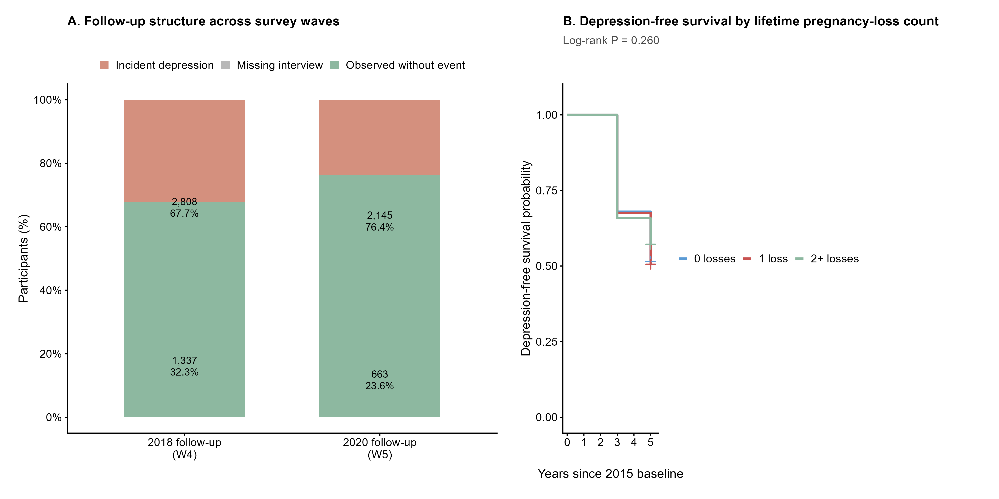 A. Follow-up structure across survey waves
Incident depression
Missing interview
Observed without event
Participants (%)
100%
80%
60%
40%
20%
0%
2,808
67.7%
1,337
32.3%
2,145
76.4%
663
23.6%
2018 follow-up
(W4)
2020 follow-up
(W5)
B. Depression-free survival by lifetime pregnancy-loss count
Log-rank P = 0.260
Depression-free survival probability
1.00
0.75
0.50
0.25
0.00
0 1 2 3 4 5
Years since 2015 baseline
0 losses
1 loss
2+ losses